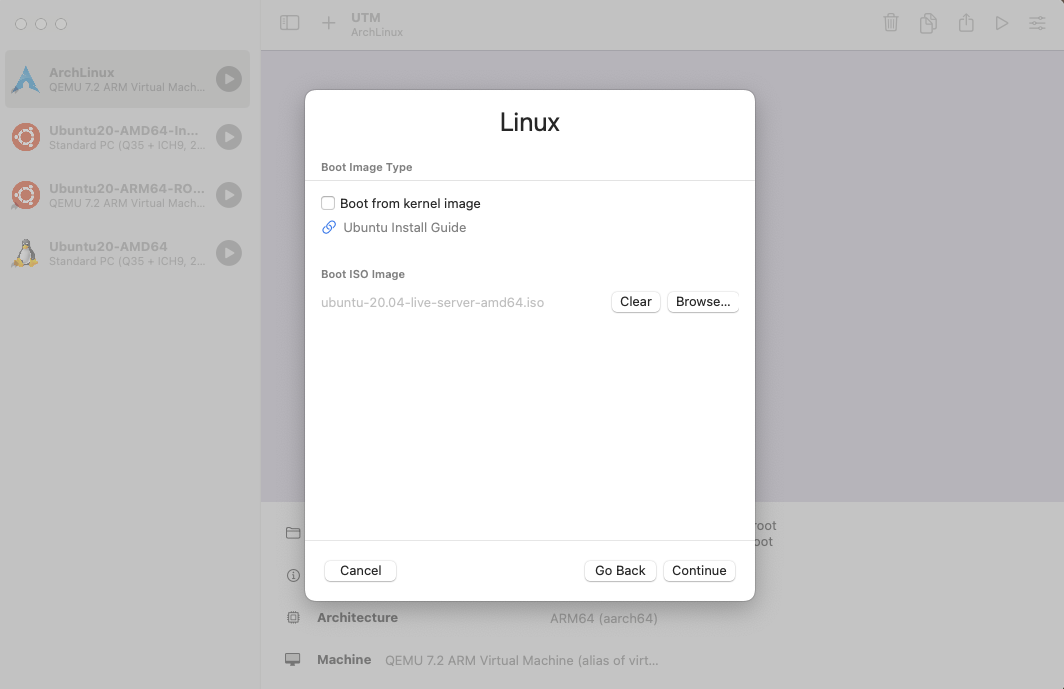 UTM
ArchLinux
ArchLinux
QEMU 7.2 ARM Virtual Mach...
Ubuntu20-AMD64-In...
Standard PC (Q35 + ICH9, 2...
Ubuntu20-ARM64-RO...
QEMU 7.2 ARM Virtual Mach...
Ubuntu20-AMD64
Standard PC (Q35 + ICH9, 2...
Linux
Boot Image Type
Boot from kernel image
Ubuntu Install Guide
Boot ISO Image
ubuntu-20.04-live-server-amd64.iso
Clear
Browse...
Cancel
Go Back
Continue
root
oot
Architecture
ARM64 (aarch64)
Machine
QEMU 7.2 ARM Virtual Machine (alias of virt...